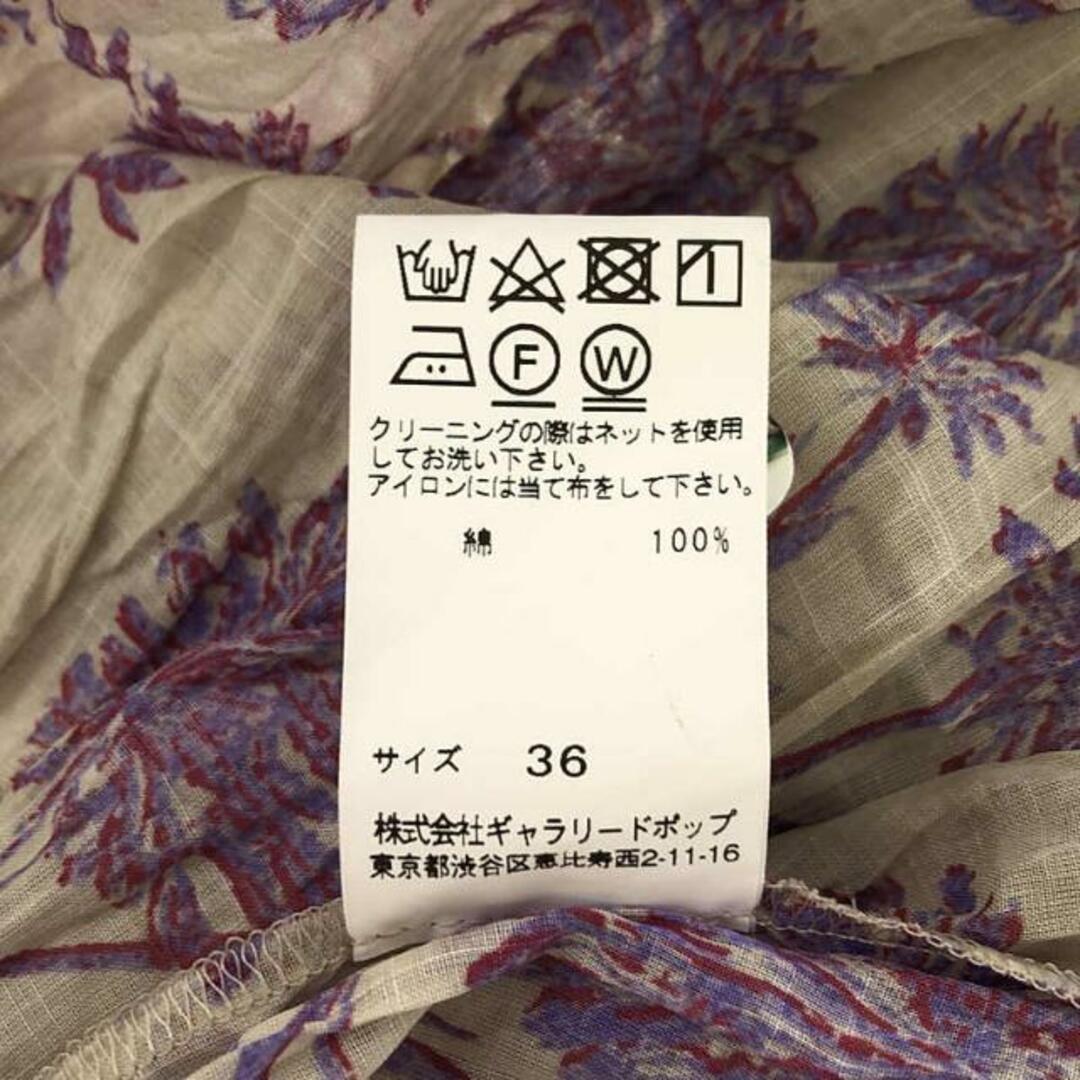 F W
クリーニングの際はネットを使用
してお洗い下さい。
アイロンには当て布をして下さい。
綿 100%
サイズ 36
株式会社ギャラリードポップ
東京都渋谷区恵比寿西2-11-16